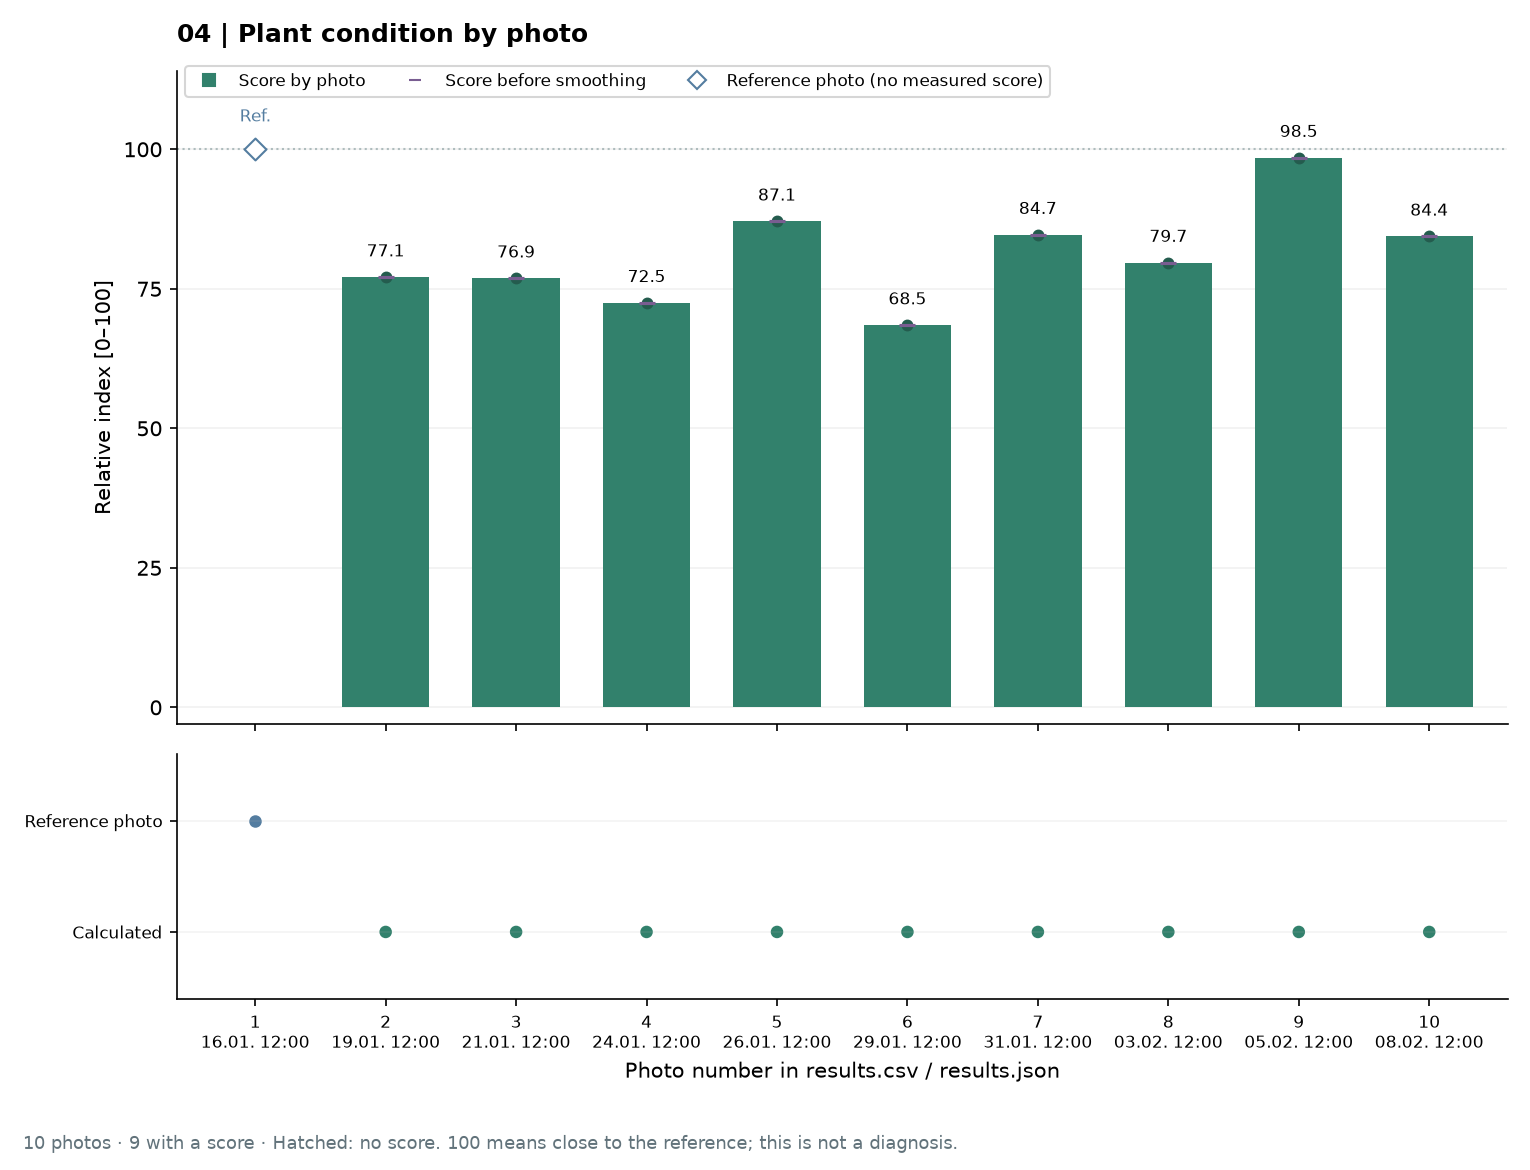 04 | Plant condition by photo
Score by photo
Score before smoothing
Reference photo (no measured score)
Ref.
Relative index [0–100]
100
75
50
25
0
77.1
76.9
72.5
87.1
68.5
84.7
79.7
98.5
84.4
Reference photo
Calculated
1 2 3 4 5 6 7 8 9 10
16.01. 12:00 19.01. 12:00 21.01. 12:00 24.01. 12:00 26.01. 12:00 29.01. 12:00 31.01. 12:00 03.02. 12:00 05.02. 12:00 08.02. 12:00
Photo number in results.csv / results.json
10 photos · 9 with a score · Hatched: no score. 100 means close to the reference; this is not a diagnosis.